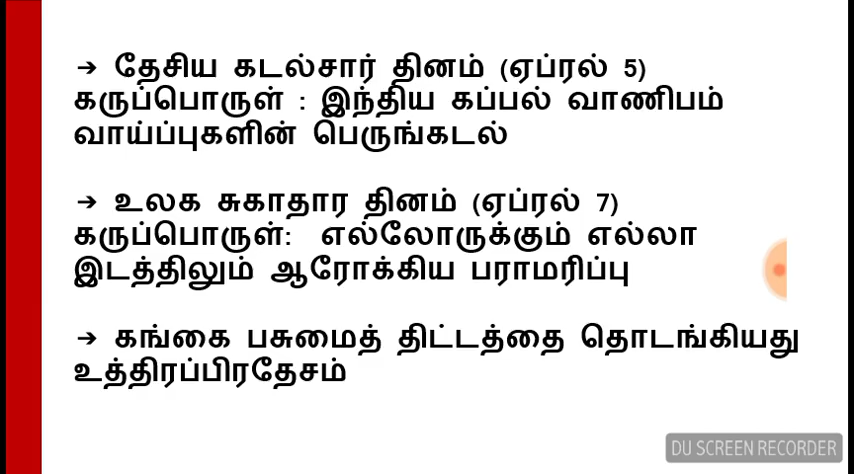 → தேசிய கடல்சார் தினம் (ஏப்ரல் 5)
கருப்பொருள் : இந்திய கப்பல் வாணிபம்
வாய்ப்புகளின் பெருங்கடல்
→ உலக சுகாதார தினம் (ஏப்ரல் 7)
கருப்பொருள்: எல்லோருக்கும் எல்லா
இடத்திலும் ஆரோக்கிய பராமரிப்பு
→ கங்கை பசுமைத் திட்டத்தை தொடங்கியது
உத்திரப்பிரதேசம்
DU SCREEN RECORDER